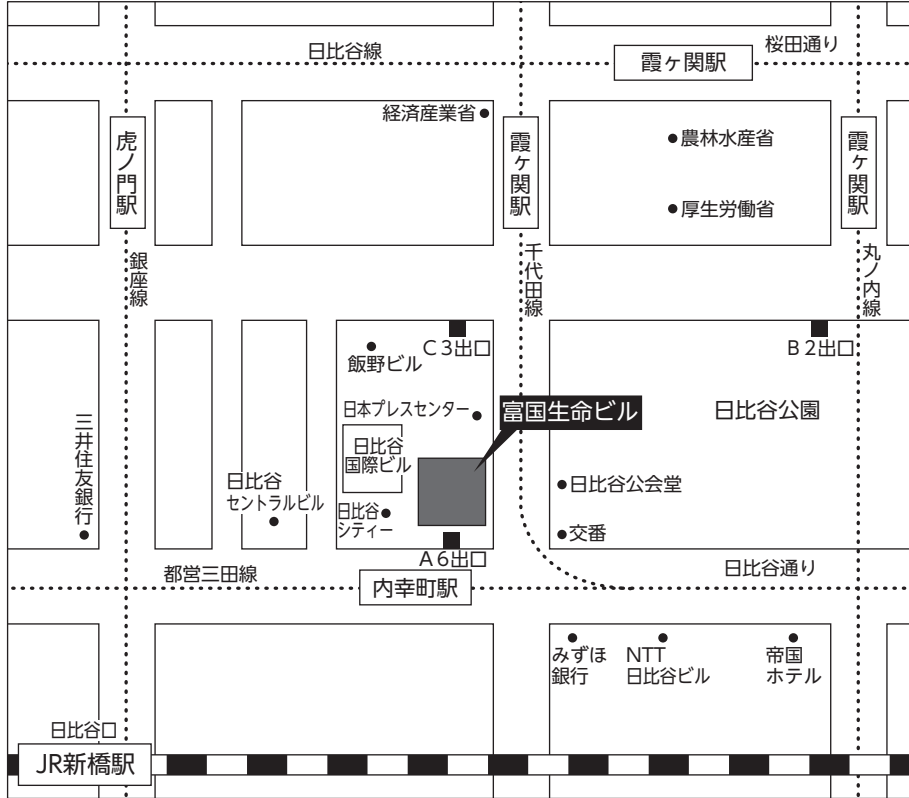 日比谷線
桜田通り
霞ヶ関駅
経済産業省
虎ノ門駅
霞ヶ関駅
農林水産省
霞ヶ関駅
厚生労働省
銀座線
千代田線
丸ノ内線
C3出口
飯野ビル
B2出口
日本プレスセンター
富国生命ビル
日比谷公園
三井住友銀行
日比谷
国際ビル
日比谷
セントラルビル
日比谷公会堂
日比谷
シティー
交番
A6出口
都営三田線
内幸町駅
日比谷通り
みずほ
銀行
NTT
日比谷ビル
帝国
ホテル
日比谷口
JR新橋駅